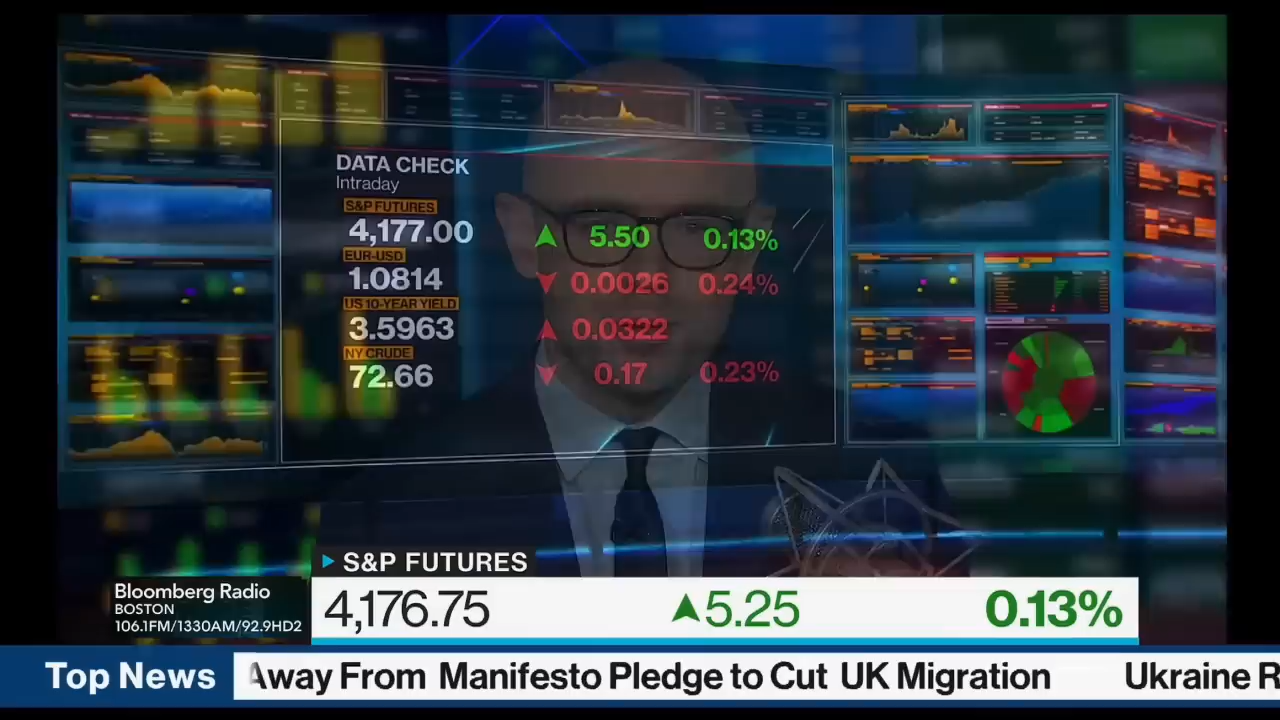 DATA CHECK
Intraday
S&P FUTURES
4,177.00 ▲ 5.50 0.13%
EUR-USD
1.0814 ▼ 0.0026 0.24%
US 10-YEAR YIELD
3.5963 ▲ 0.0322
NY CRUDE
72.66 ▼ 0.17 0.23%
S&P FUTURES
4,176.75 ▲ 5.25 0.13%
Bloomberg Radio
BOSTON
106.1FM/1330AM/92.9HD2
Top News Away From Manifesto Pledge to Cut UK Migration Ukraine R